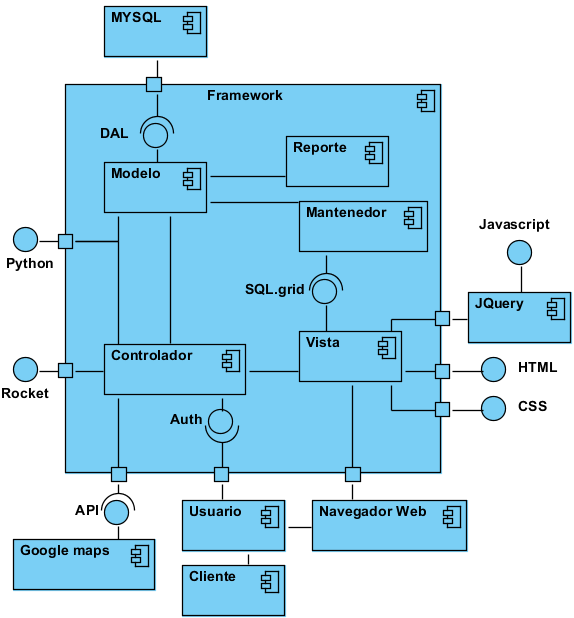 MYSQL
Framework
DAL
Modelo
Reporte
Mantenedor
Javascript
Python
SQL.grid
JQuery
Controlador
Vista
HTML
Rocket
CSS
Auth
API
Usuario
Navegador Web
Google maps
Cliente